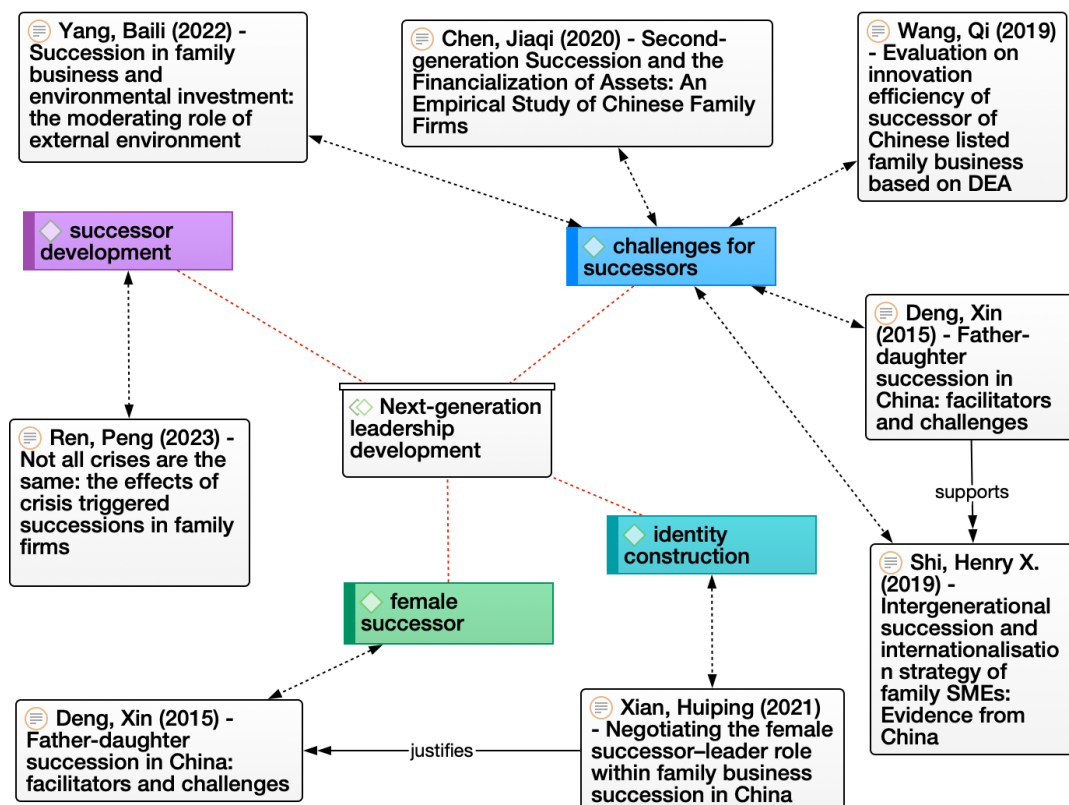 Yang, Baili (2022) -
Succession in family
business and
environmental investment:
the moderating role of
external environment
Chen, Jiaqi (2020) - Second-
generation Succession and the
Financialization of Assets: An
Empirical Study of Chinese Family
Firms
Wang, Qi (2019)
- Evaluation on
innovation
efficiency of
successor of
Chinese listed
family business
based on DEA
successor
development
challenges for
successors
Deng, Xin
(2015) - Father-
daughter
succession in
China: facilitators
and challenges
Next-generation
leadership
development
Ren, Peng (2023) -
Not all crises are the
same: the effects of
crisis triggered
successions in family
firms
supports
identity
construction
Shi, Henry X.
(2019) -
Intergenerational
succession and
internationalisatio
n strategy of
family SMEs:
Evidence from
China
female
successor
Deng, Xin (2015) -
Father-daughter
succession in China:
facilitators and challenges
justifies
Xian, Huiping (2021)
- Negotiating the female
successor–leader role
within family business
succession in China